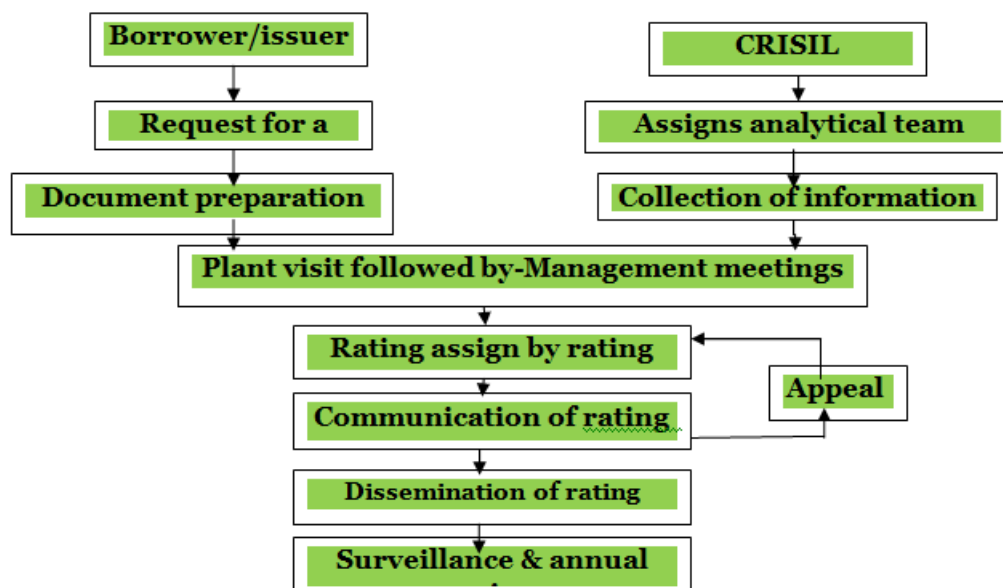 Borrower/issuer
CRISIL
Request for a
Assigns analytical team
Document preparation
Collection of information
Plant visit followed by-Management meetings
Rating assign by rating
Appeal
Communication of rating
Dissemination of rating
Surveillance & annual